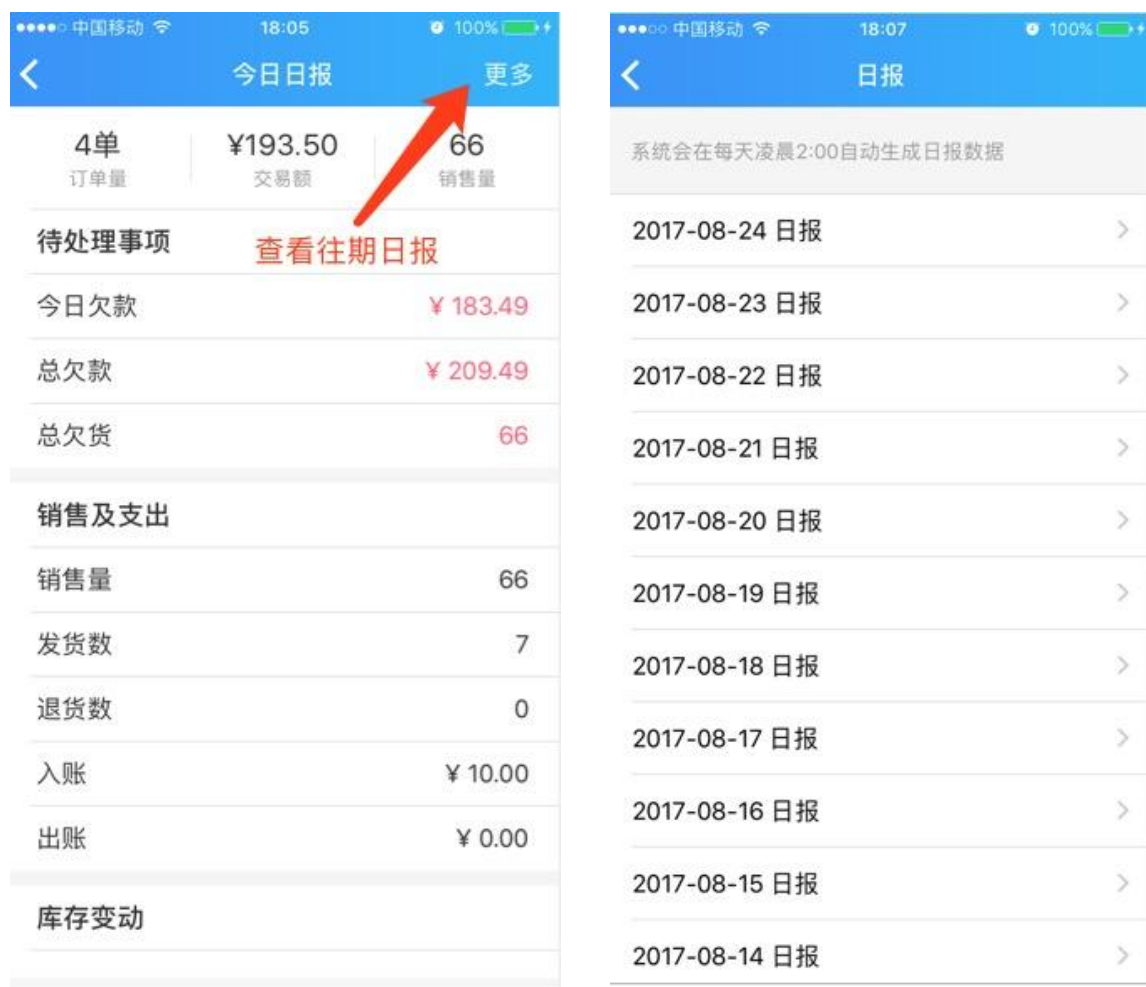 中国移动 18:05 100%
今日日报 更多
4单 ¥193.50 66
订单量 交易额 销售量
待处理事项
查看往期日报
今日欠款 ¥ 183.49
总欠款 ¥ 209.49
总欠货 66
销售及支出
销售量 66
发货数 7
退货数 0
入账 ¥ 10.00
出账 ¥ 0.00
库存变动
中国移动 18:07 100%
日报
系统会在每天凌晨2:00自动生成日报数据
2017-08-24 日报
2017-08-23 日报
2017-08-22 日报
2017-08-21 日报
2017-08-20 日报
2017-08-19 日报
2017-08-18 日报
2017-08-17 日报
2017-08-16 日报
2017-08-15 日报
2017-08-14 日报